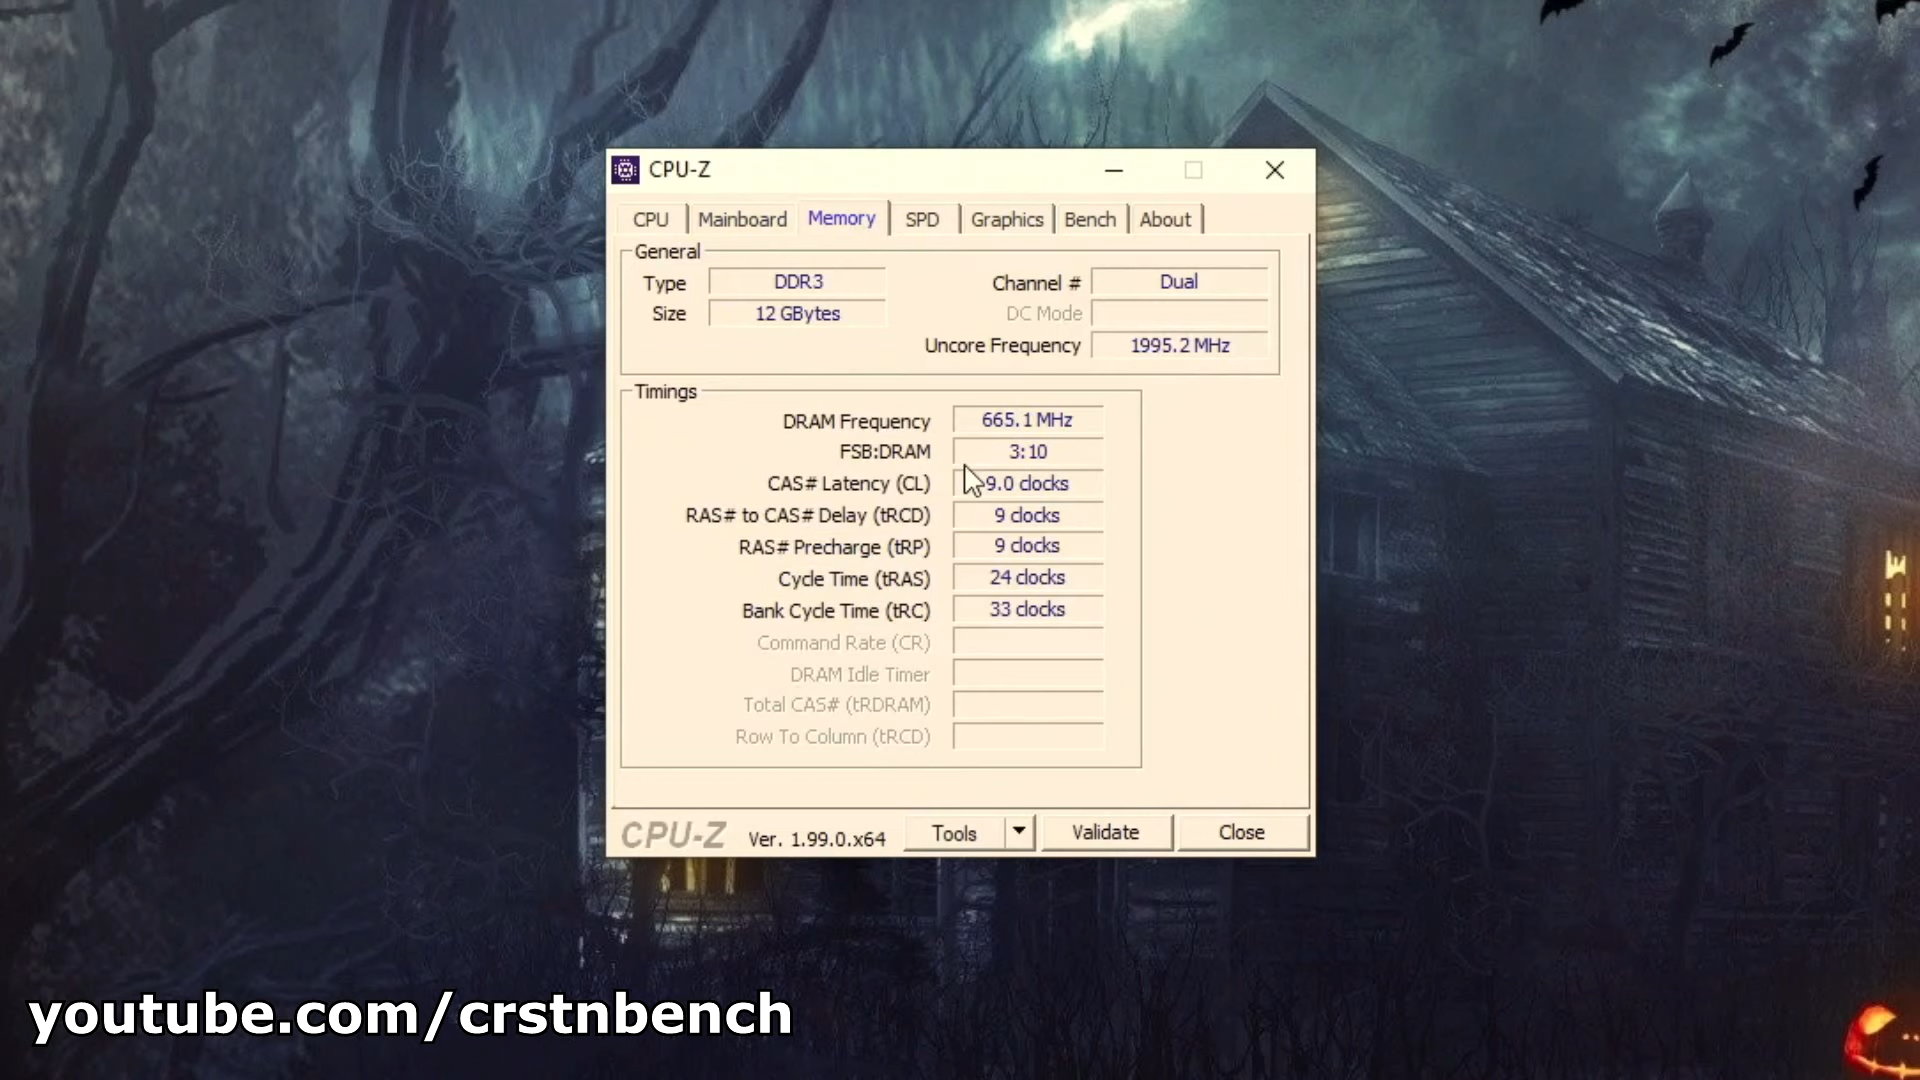 CPU-Z
CPU Mainboard Memory SPD Graphics Bench About
General
Type DDR3 Channel # Dual
Size 12 GBytes DC Mode
Uncore Frequency 1995.2 MHz
Timings
DRAM Frequency 665.1 MHz
FSB:DRAM 3:10
CAS# Latency (CL) 9.0 clocks
RAS# to CAS# Delay (tRCD) 9 clocks
RAS# Precharge (tRP) 9 clocks
Cycle Time (tRAS) 24 clocks
Bank Cycle Time (tRC) 33 clocks
Command Rate (CR)
DRAM Idle Timer
Total CAS# (tRDRAM)
Row To Column (tRCD)
CPU-Z Ver. 1.99.0.x64 Tools Validate Close
youtube.com/crstnbench